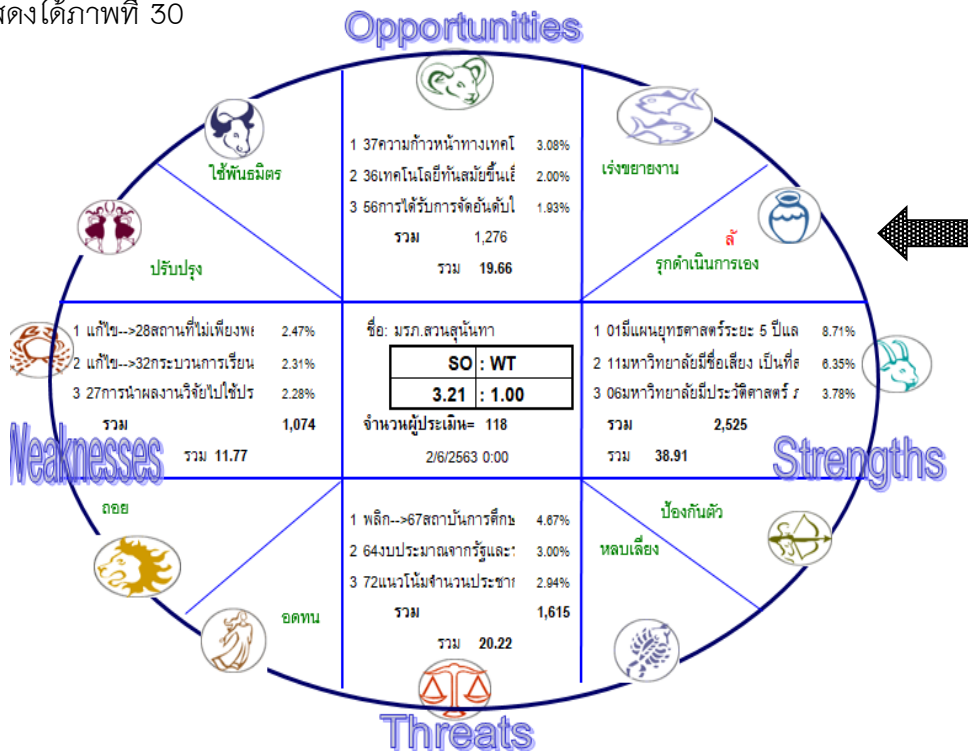 สดงได้ภาพที่ 30
Opportunities
1 37ความก้าวหน้าทางเทคโ 3.08%
2 36เทคโนโลยีทันสมัยขึ้นเ 2.00%
3 56การได้รับการจัดอันดับใ 1.93%
รวม 1,276
รวม 19.66
ใช้พันธมิตร
เร่งขยายงาน
ปรับปรุง
ลั
รุกดำเนินการเอง
1 แก้ไข-->28สถานที่ไม่เพียงพ 2.47%
2 แก้ไข-->32กระบวนการเรียน 2.31%
3 27การนำผลงานวิจัยไปใช้ปร 2.28%
รวม 1,074
รวม 11.77
Weaknesses
ชื่อ: มรภ.สวนสุนันทา
SO : WT
3.21 : 1.00
จำนวนผู้ประเมิน= 118
2/6/2563 0:00
1 01มีแผนยุทธศาสตร์ระยะ 5 ปีแล 8.71%
2 11มหาวิทยาลัยมีชื่อเสียง เป็นที่ 6.35%
3 06มหาวิทยาลัยมีประวัติศาสตร์ 3.78%
รวม 2,525
รวม 38.91
Strengths
ถอย
อดทน
1 พลิก-->67สถาบันการศึกษ 4.67%
2 64งบประมาณจากรัฐและ 3.00%
3 72แนวโน้มจำนวนประชา 2.94%
รวม 1,615
รวม 20.22
ป้องกันตัว
หลบเลี่ยง
Threats